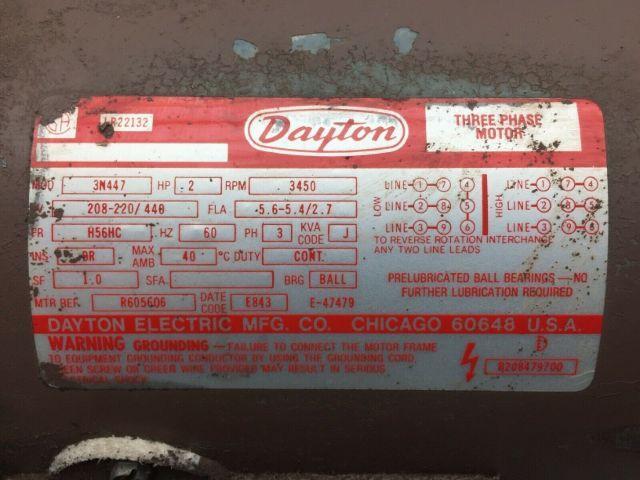 SA LR22132
Dayton
THREE PHASE
MOTOR
MOD 3N447 HP 2 RPM 3450
208-220/440 FLA 5.6-5.4/2.7
FR H56HC HZ 60 PH 3 KVA CODE J
INS. BR MAX AMB 40 °C DUTY CONT.
SF 1.0 SFA BRG BALL
MTR REF. R605606 DATE CODE E843 E-47479
LOW
LINE-1-7 4
LINE-2-8 5
LINE-3-9 6
HIGH
LINE-1 7-4
LINE-2 8-5
LINE-3 9-6
TO REVERSE ROTATION INTERCHANGE
ANY TWO LINE LEADS
PRELUBRICATED BALL BEARINGS—NO
FURTHER LUBRICATION REQUIRED
DAYTON ELECTRIC MFG. CO. CHICAGO 60648 U.S.A.
WARNING GROUNDING—FAILURE TO CONNECT THE MOTOR FRAME
TO EQUIPMENT GROUNDING CONDUCTOR BY USING THE GROUNDING CORD,
SCREW OR GREEN WIRE PROVIDED MAY RESULT IN SERIOUS
SHOCK
D
R208479700